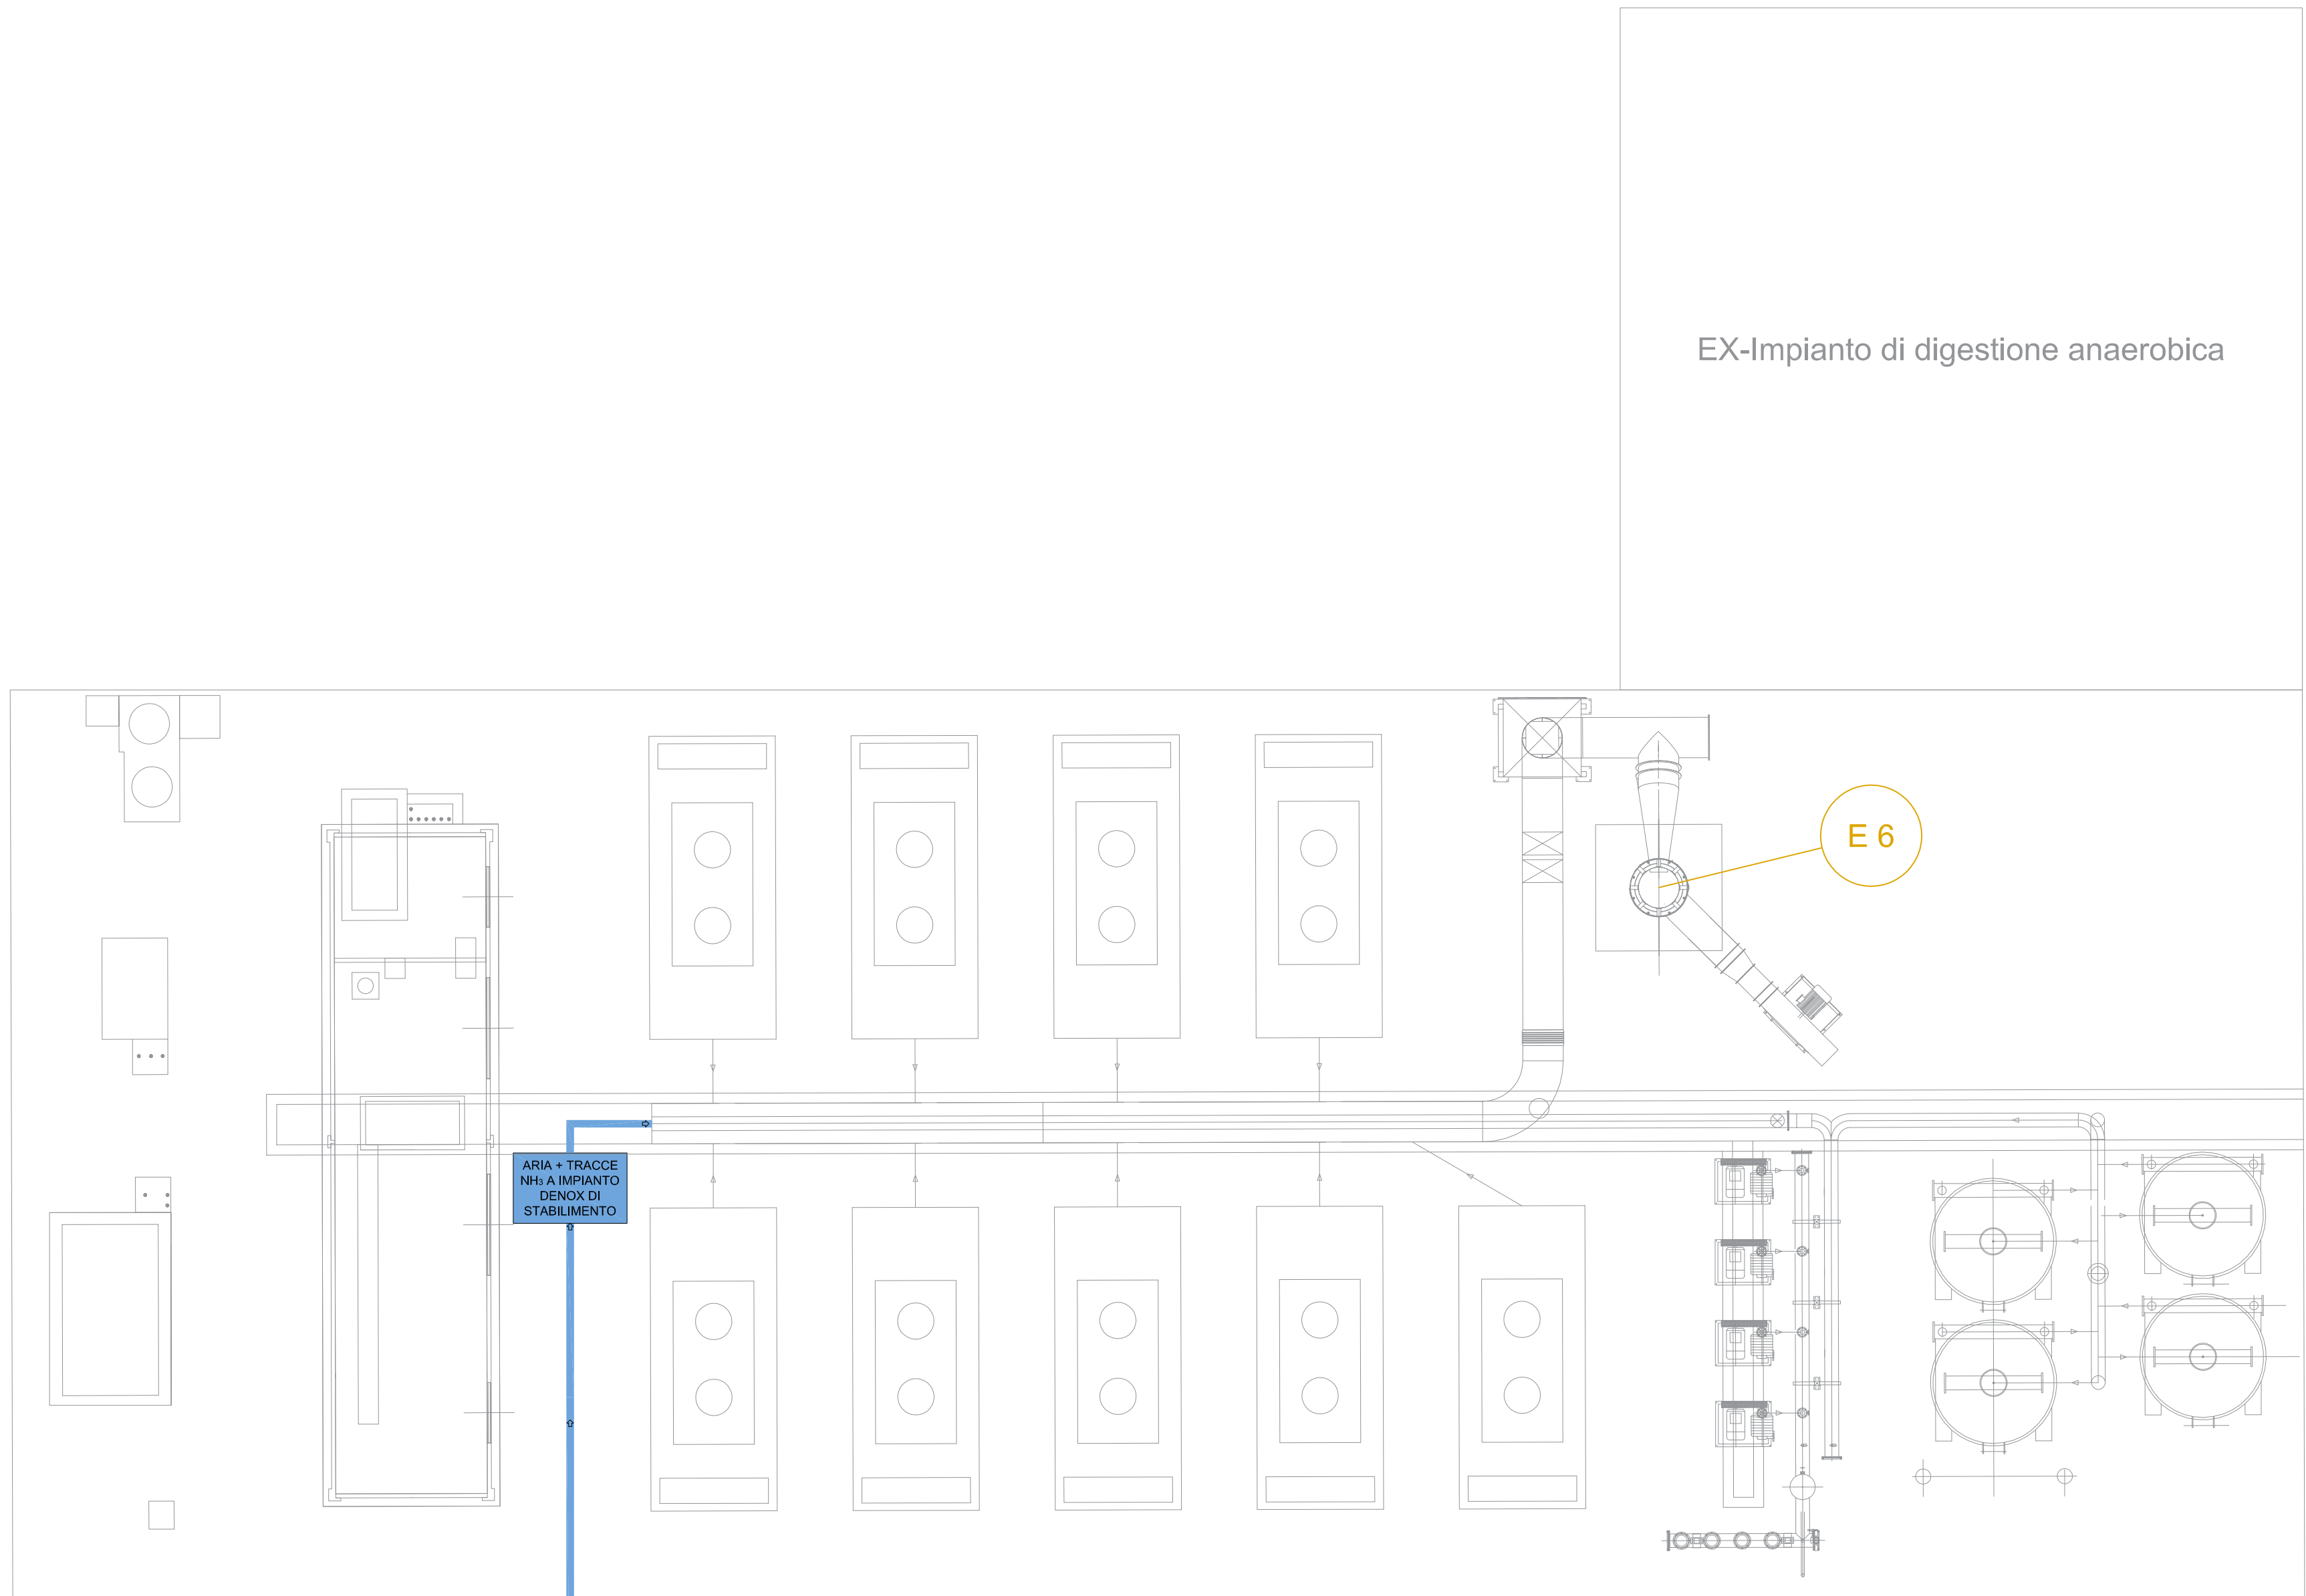 EX-Impianto di digestione anaerobica
E 6
ARIA + TRACCE
NH₃ A IMPIANTO
DENOX DI
STABILIMENTO